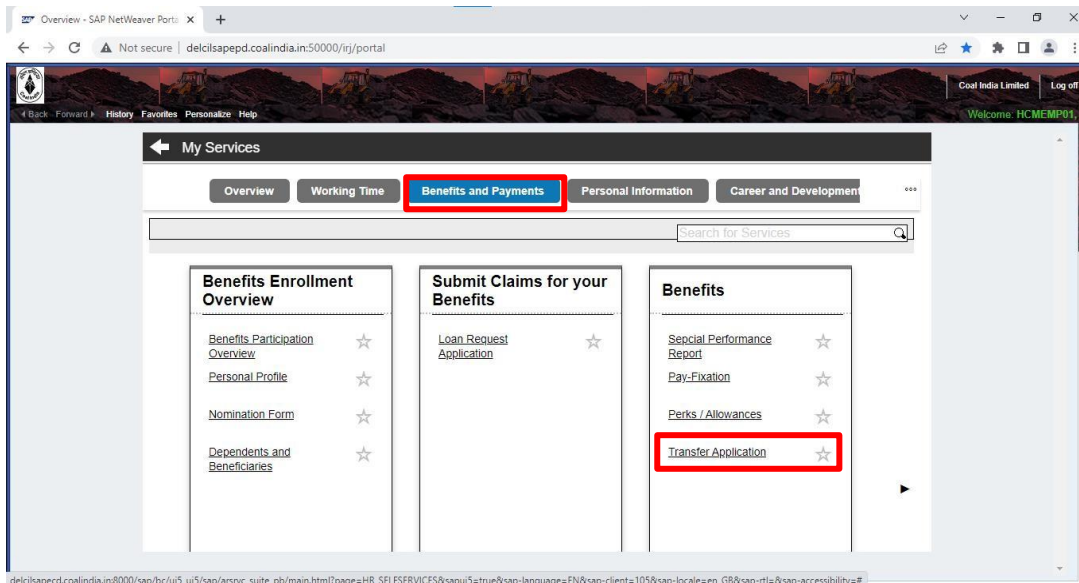 Overview - SAP NetWeaver Porta
Not secure | delcilsapepd.coalindia.in:50000/irj/portal
Coal India Limited Log off
Back Forward History Favorites Personalize Help
Welcome: HCMEMP01,
My Services
Overview Working Time Benefits and Payments Personal Information Career and Development
Search for Services
Benefits Enrollment
Overview
Benefits Participation
Overview
Personal Profile
Nomination Form
Dependents and
Beneficiaries
Submit Claims for your
Benefits
Loan Request
Application
Benefits
Sepcial Performance
Report
Pay-Fixation
Perks / Allowances
Transfer Application
delcilsapecd.coalindia.in:8000/sap/bc/ui5_ui5/sap/arsrvc_suite_pb/main.html?page=HR_SELFSERVICES&sapui5=true&sap-language=EN&sap-client=105&sap-locale=en_GB&sap-rtl=&sap-accessibility=#